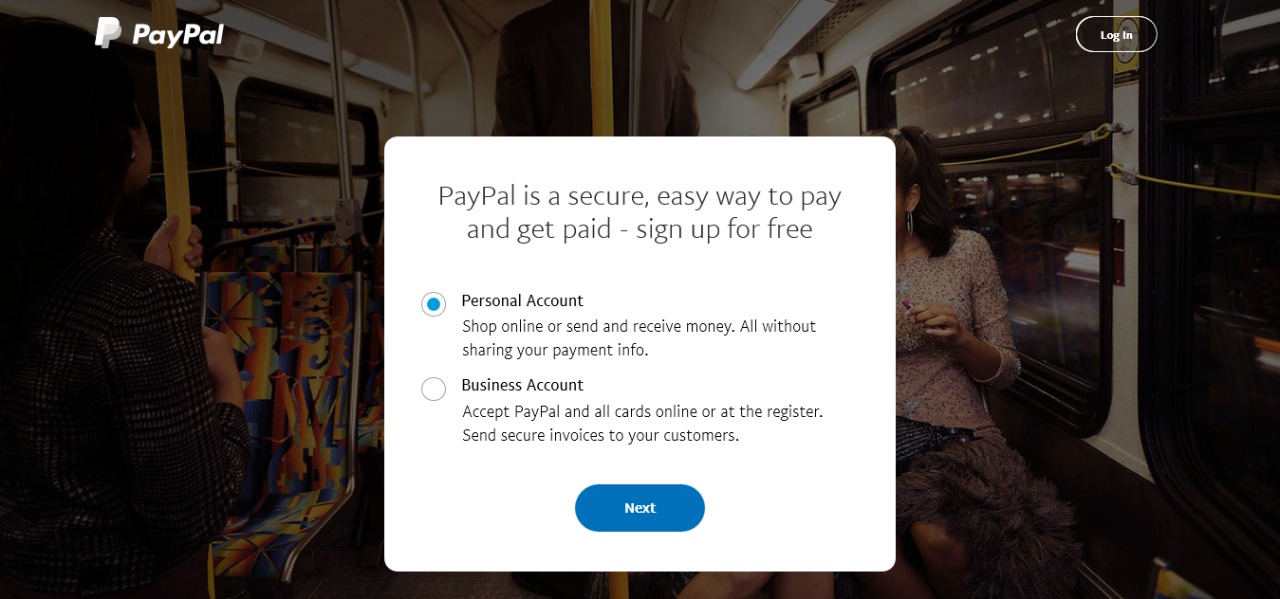 PayPal
Log In
PayPal is a secure, easy way to pay
and get paid - sign up for free
Personal Account
Shop online or send and receive money. All without
sharing your payment info.
Business Account
Accept PayPal and all cards online or at the register.
Send secure invoices to your customers.
Next